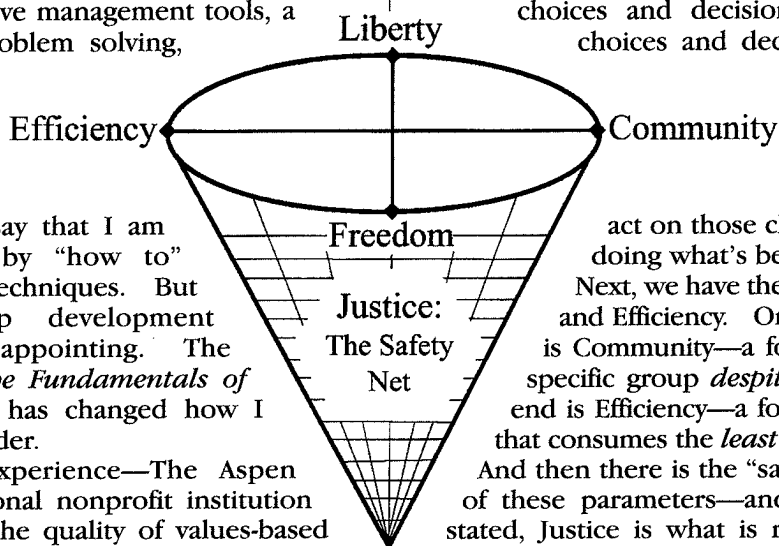 ve management tools, a
oblem solving,
ay that I am
by “how to”
echniques. But
p development
appointing. The
e Fundamentals of
has changed how I
der.
xperience—The Aspen
onal nonprofit institution
he quality of values-based
Liberty
Efficiency
Community
Freedom
Justice:
The Safety
Net
choices and decision
choices and dec
act on those c
doing what's be
Next, we have the
and Efficiency. O
is Community—a fo
specific group despit
end is Efficiency—a fo
that consumes the least
And then there is the “sa
of these parameters—and
stated, Justice is what is